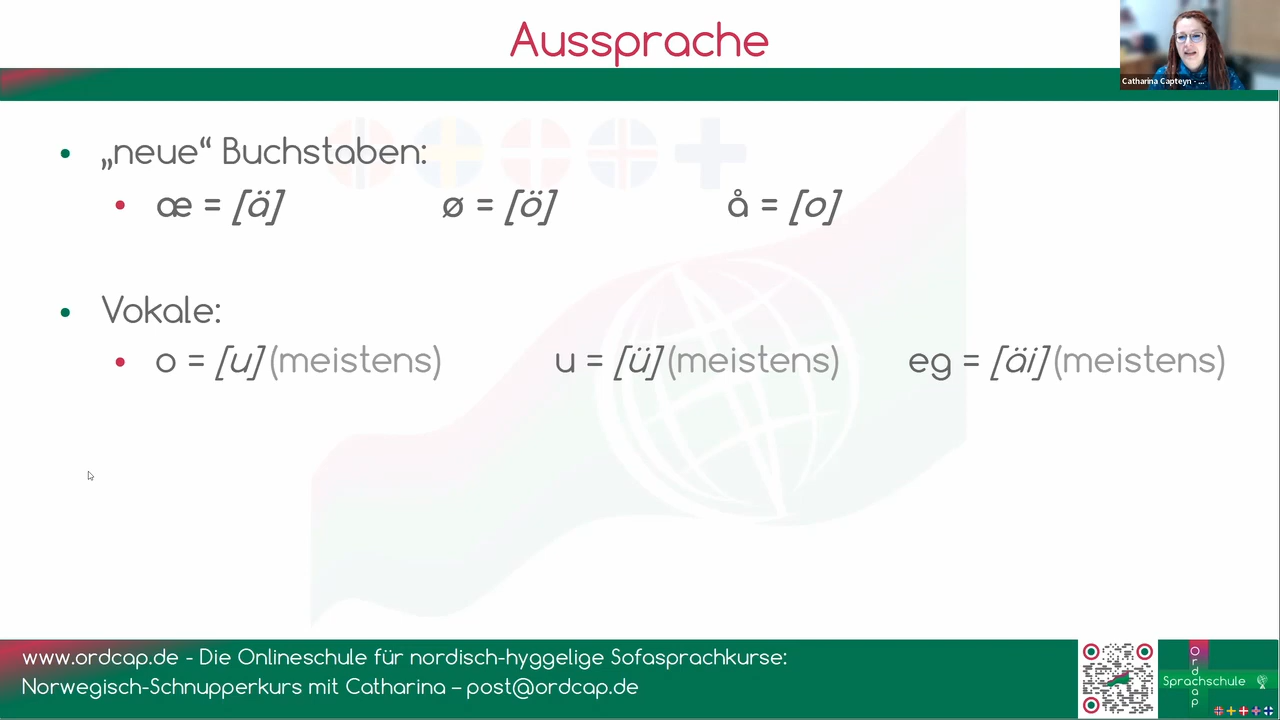 Aussprache
Catharina Capteyn - ...
„neue“ Buchstaben:
æ = [ä] ø = [ö] å = [o]
Vokale:
o = [u] (meistens) u = [ü] (meistens) eg = [äi] (meistens)
www.ordcap.de - Die Onlineschule für nordisch-hyggelige Sofasprachkurse:
Norwegisch-Schnupperkurs mit Catharina – post@ordcap.de
Ordcap
Sprachschule